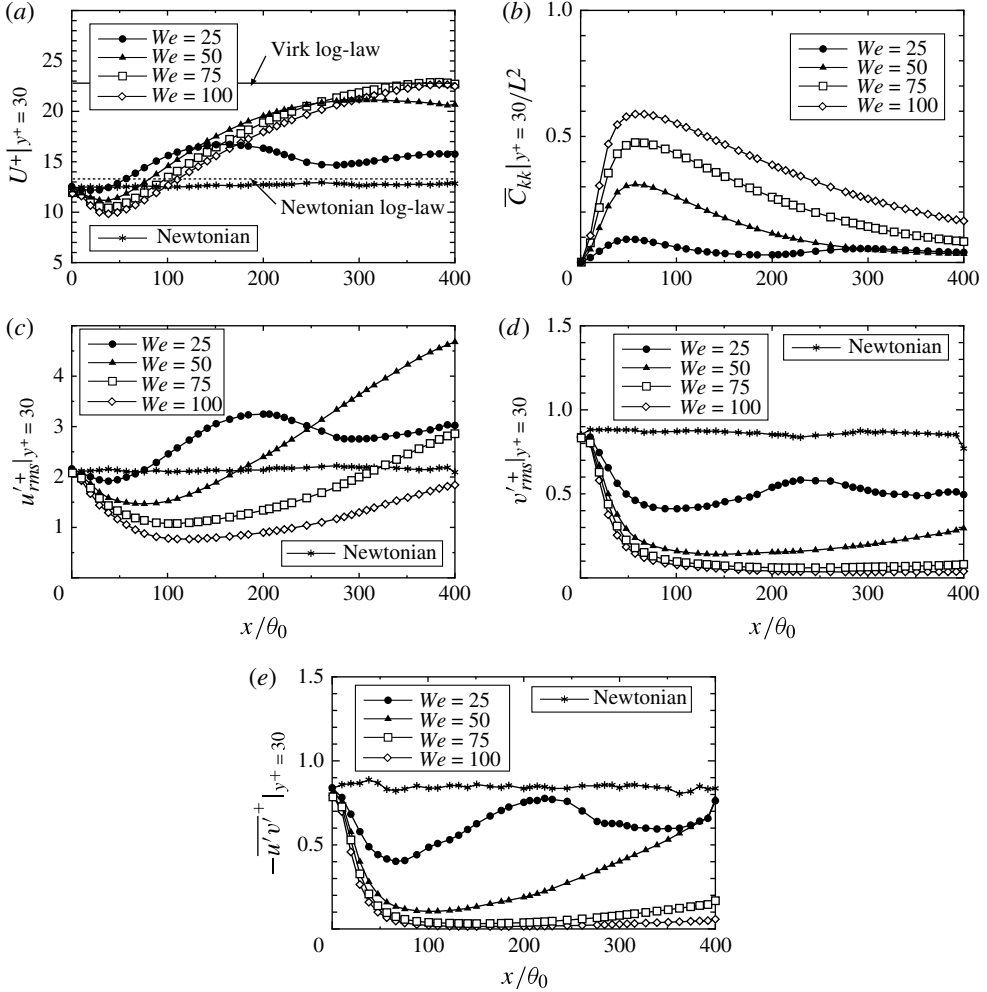 (a)
We = 25
We = 50
We = 75
We = 100
Virk log-law
Newtonian log-law
Newtonian
U⁺|y⁺ = 30
29
25
20
15
10
5
0 100 200 300 400
(b)
We = 25
We = 50
We = 75
We = 100
C̅kk|y⁺ = 30/L²
1.0
0.5
0 100 200 300 400
(c)
We = 25
We = 50
We = 75
We = 100
Newtonian
u′⁺rms|y⁺ = 30
4
3
2
1
0 100 200 300 400
x/θ0
(d)
We = 25
We = 50
We = 75
We = 100
Newtonian
v′⁺rms|y⁺ = 30
1.5
1.0
0.5
0 100 200 300 400
x/θ0
(e)
We = 25
We = 50
We = 75
We = 100
Newtonian
−u′v′⁺|y⁺ = 30
1.5
1.0
0.5
0 100 200 300 400
x/θ0